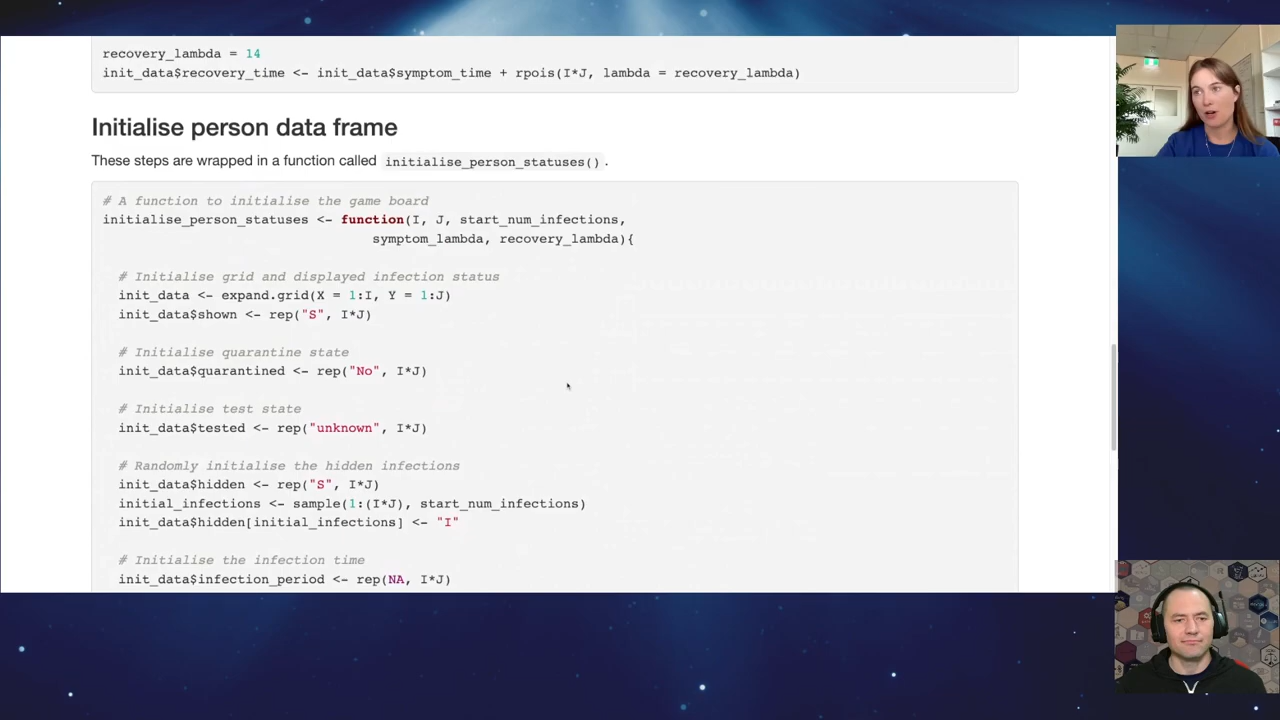 recovery_lambda = 14
init_data$recovery_time <- init_data$symptom_time + rpois(I*J, lambda = recovery_lambda)
Initialise person data frame
These steps are wrapped in a function called initialise_person_statuses() .
# A function to initialise the game board
initialise_person_statuses <- function(I, J, start_num_infections,
symptom_lambda, recovery_lambda){
# Initialise grid and displayed infection status
init_data <- expand.grid(X = 1:I, Y = 1:J)
init_data$shown <- rep("S", I*J)
# Initialise quarantine state
init_data$quarantined <- rep("No", I*J)
# Initialise test state
init_data$tested <- rep("unknown", I*J)
# Randomly initialise the hidden infections
init_data$hidden <- rep("S", I*J)
initial_infections <- sample(1:(I*J), start_num_infections)
init_data$hidden[initial_infections] <- "I"
# Initialise the infection time
init_data$infection_period <- rep(NA, I*J)